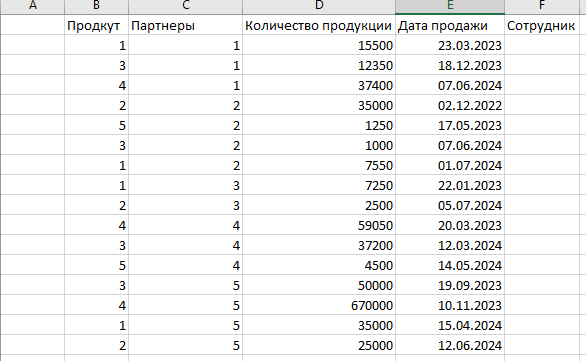 A B C D E F
Продкут Партнеры Количество продукции Дата продажи Сотрудник
1 1 15500 23.03.2023
3 1 12350 18.12.2023
4 1 37400 07.06.2024
2 2 35000 02.12.2022
5 2 1250 17.05.2023
3 2 1000 07.06.2024
1 2 7550 01.07.2024
1 3 7250 22.01.2023
2 3 2500 05.07.2024
4 4 59050 20.03.2023
3 4 37200 12.03.2024
5 4 4500 14.05.2024
3 5 50000 19.09.2023
4 5 670000 10.11.2023
1 5 35000 15.04.2024
2 5 25000 12.06.2024